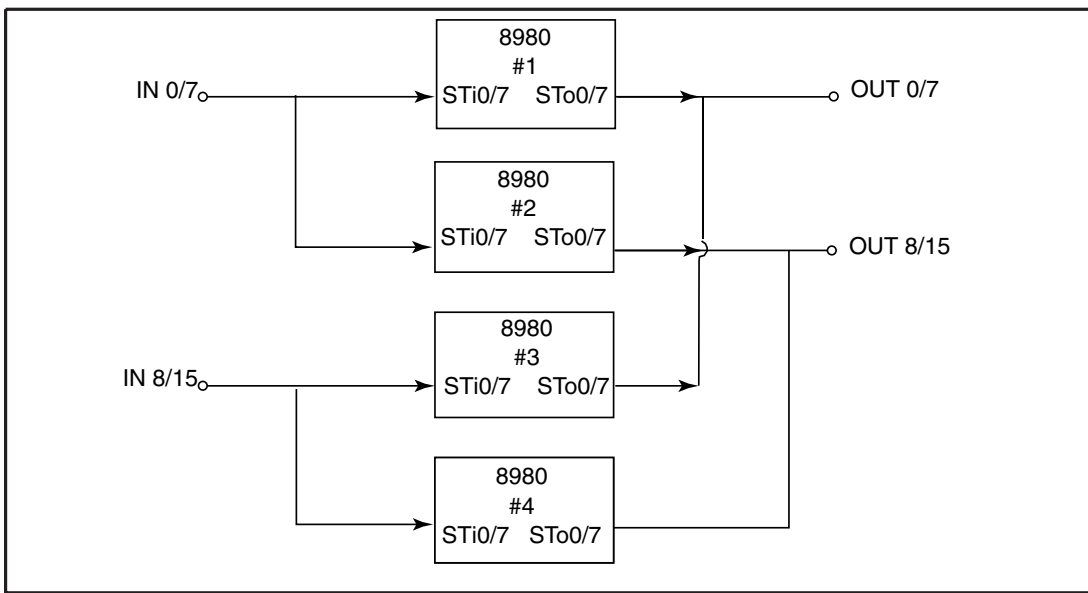 8980
#1
IN 0/7
STi0/7 STo0/7
OUT 0/7
8980
#2
STi0/7 STo0/7
OUT 8/15
8980
#3
IN 8/15
STi0/7 STo0/7
8980
#4
STi0/7 STo0/7